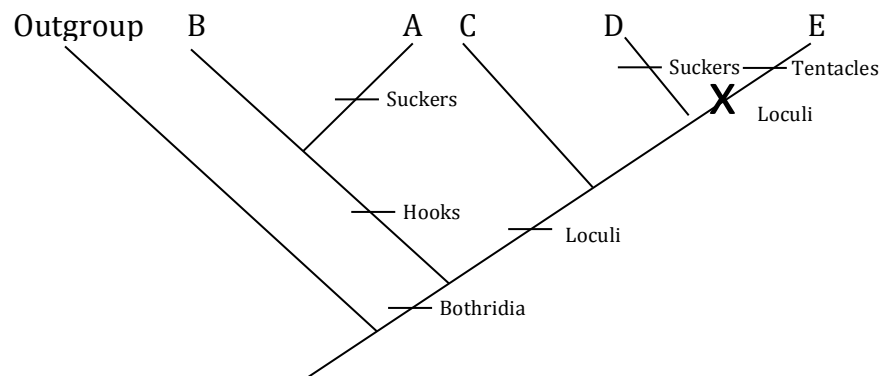 Outgroup B A C D E
Suckers Tentacles
Suckers
X
Loculi
Hooks
Loculi
Bothridia